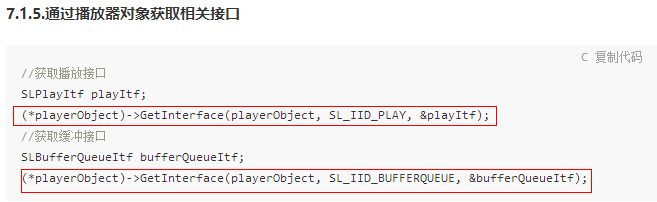 7.1.5.通过播放器对象获取相关接口
C 复制代码
//获取播放接口
SLPlayItf playItf;
(*playerObject)->GetInterface(playerObject, SL_IID_PLAY, &playItf);
//获取缓冲接口
SLBufferQueueItf bufferQueueItf;
(*playerObject)->GetInterface(playerObject, SL_IID_BUFFERQUEUE, &bufferQueueItf);